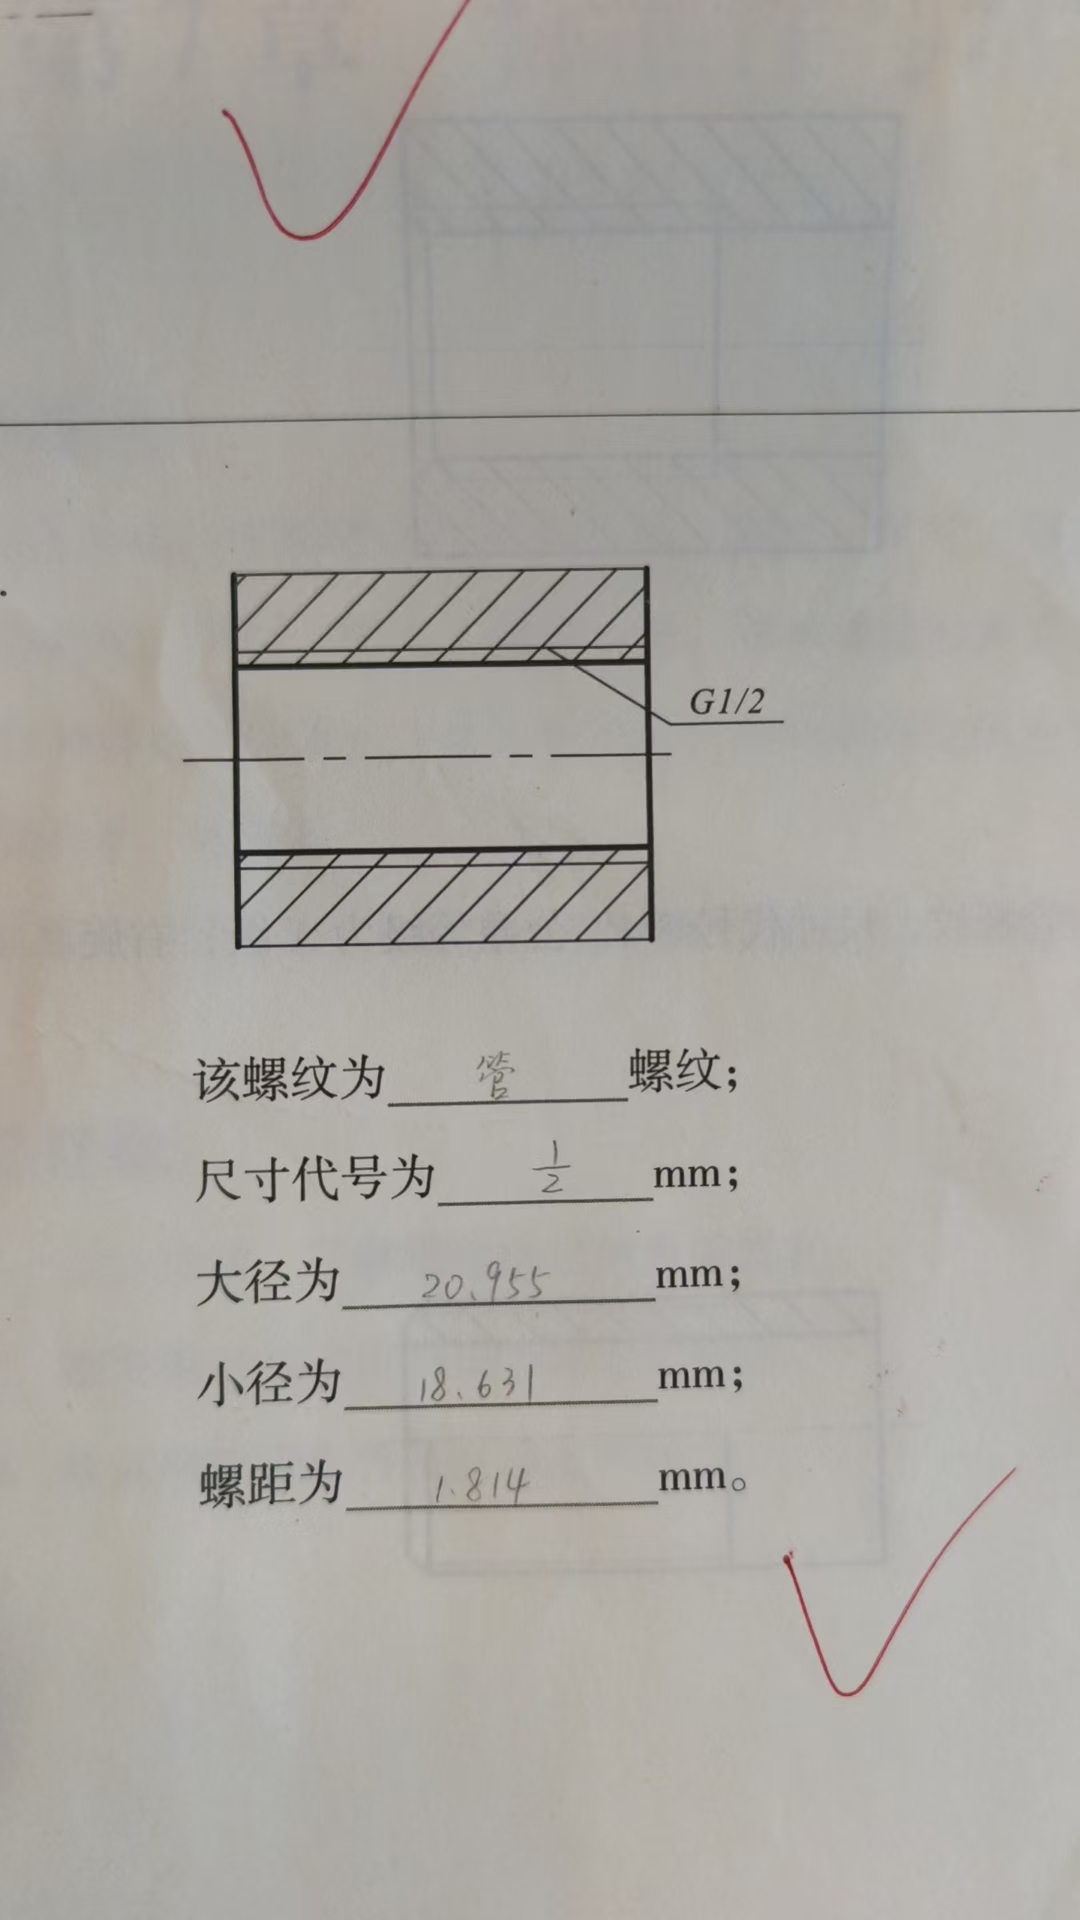 G1/2
该螺纹为 管 螺纹；
尺寸代号为 1/2 mm；
大径为 20.955 mm；
小径为 18.631 mm；
螺距为 1.814 mm。